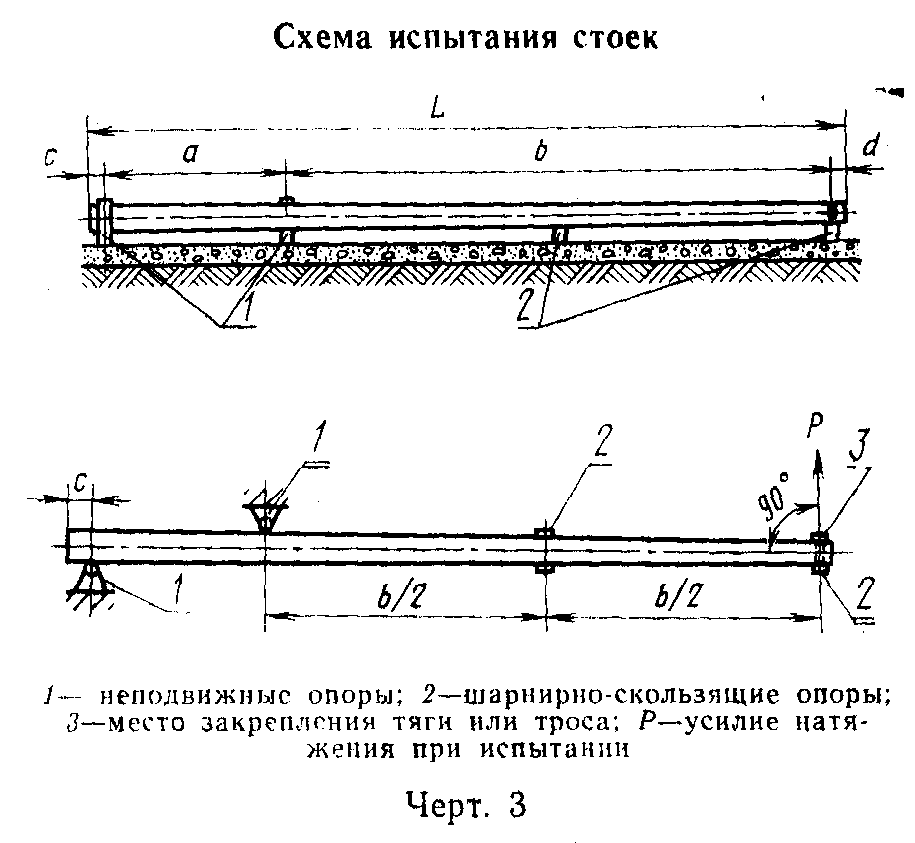 Схема испытания стоек
L
c a b d
1 2
1 2 P 3
c 90°
1 b/2 b/2 2
1— неподвижные опоры; 2—шарнирно-скользящие опоры;
3—место закрепления тяги или троса; P—усилие натя-
жения при испытании
Черт. 3